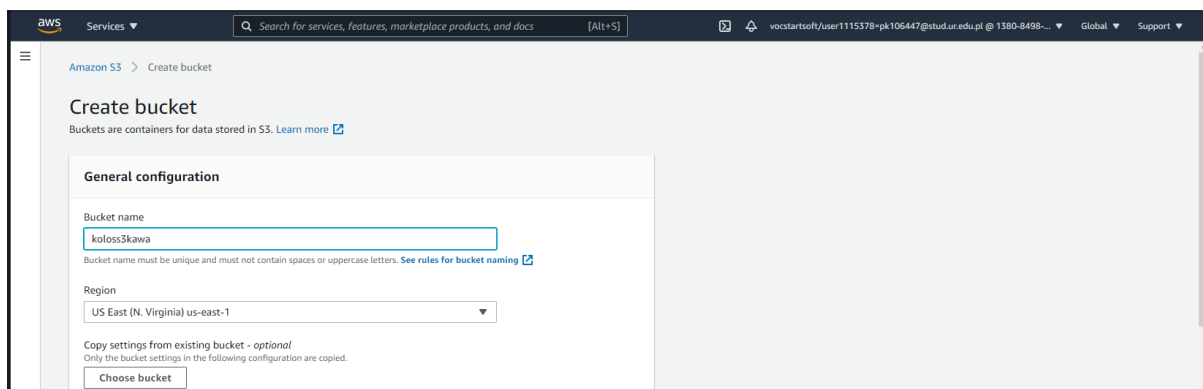 aws Services ▼ Search for services, features, marketplace products, and docs [Alt+S] vocstartsoft/user1115378=pk106447@stud.ur.edu.pl @ 1380-8498-... ▼ Global ▼ Support ▼
Amazon S3 > Create bucket
Create bucket
Buckets are containers for data stored in S3. Learn more
General configuration
Bucket name
koloss3kawa
Bucket name must be unique and must not contain spaces or uppercase letters. See rules for bucket naming
Region
US East (N. Virginia) us-east-1 ▼
Copy settings from existing bucket - optional
Only the bucket settings in the following configuration are copied.
Choose bucket